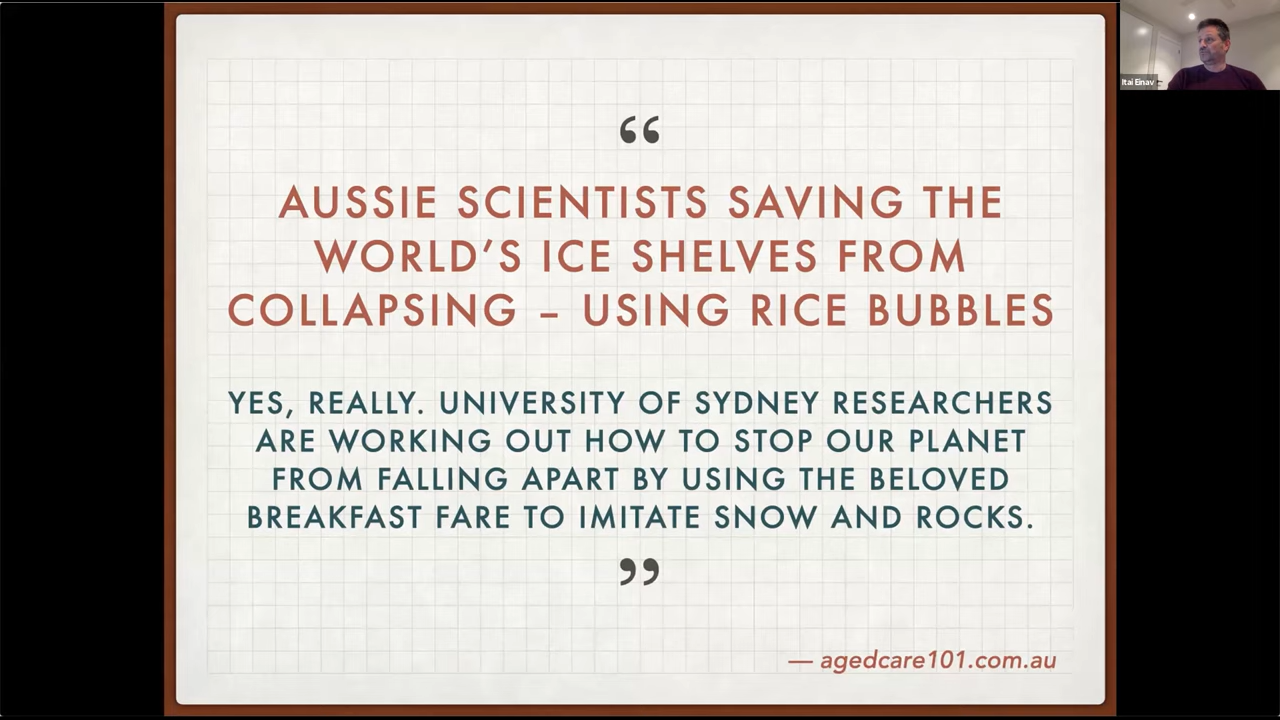 Itai Einav
“
AUSSIE SCIENTISTS SAVING THE
WORLD’S ICE SHELVES FROM
COLLAPSING – USING RICE BUBBLES
YES, REALLY. UNIVERSITY OF SYDNEY RESEARCHERS
ARE WORKING OUT HOW TO STOP OUR PLANET
FROM FALLING APART BY USING THE BELOVED
BREAKFAST FARE TO IMITATE SNOW AND ROCKS.
”
— agedcare101.com.au